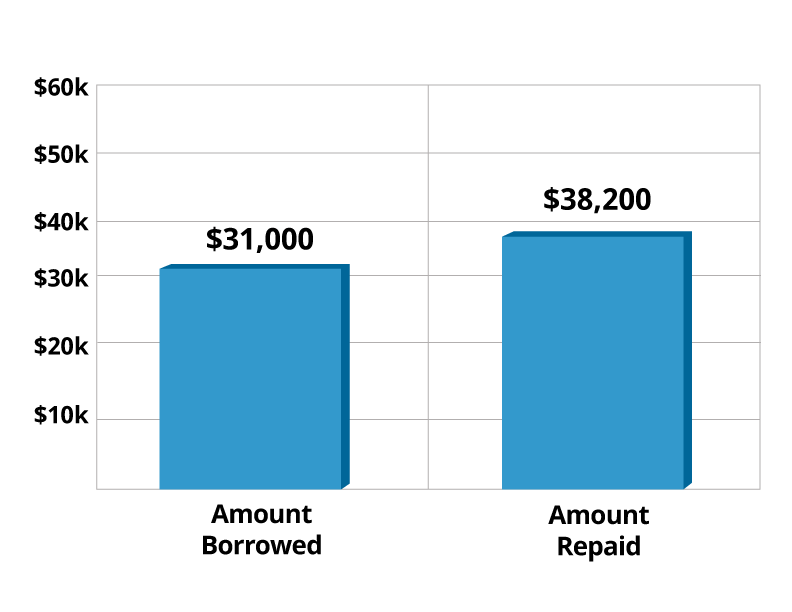 $60k
$50k
$40k
$30k
$20k
$10k
$31,000
$38,200
Amount
Borrowed
Amount
Repaid